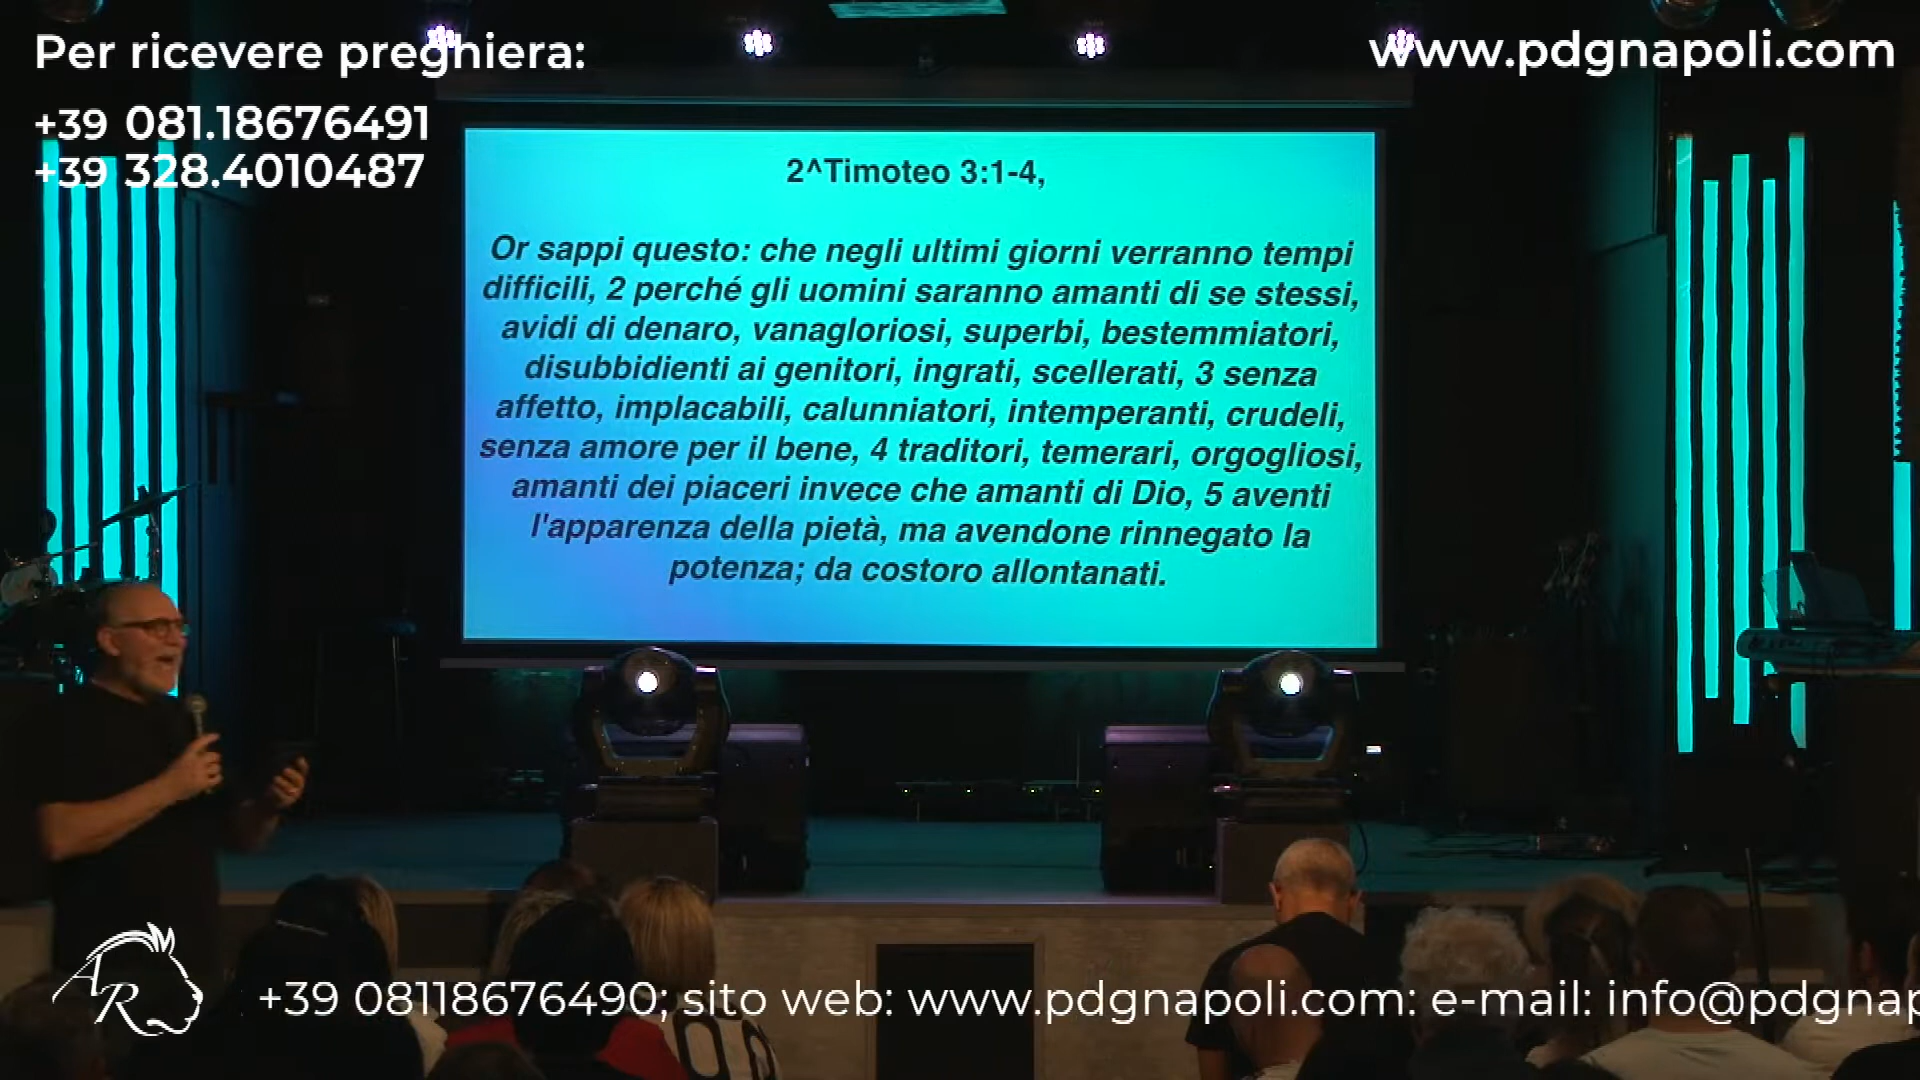 Per ricevere preghiera:
www.pdgnapoli.com
+39 081.18676491
+39 328.4010487
2^Timoteo 3:1-4,
Or sappi questo: che negli ultimi giorni verranno tempi
difficili, 2 perché gli uomini saranno amanti di se stessi,
avidi di denaro, vanagloriosi, superbi, bestemmiatori,
disubbidienti ai genitori, ingrati, scellerati, 3 senza
affetto, implacabili, calunniatori, intemperanti, crudeli,
senza amore per il bene, 4 traditori, temerari, orgogliosi,
amanti dei piaceri invece che amanti di Dio, 5 aventi
l'apparenza della pietà, ma avendone rinnegato la
potenza; da costoro allontanati.
AR
+39 08118676490; sito web: www.pdgnapoli.com: e-mail: info@pdgnap
00